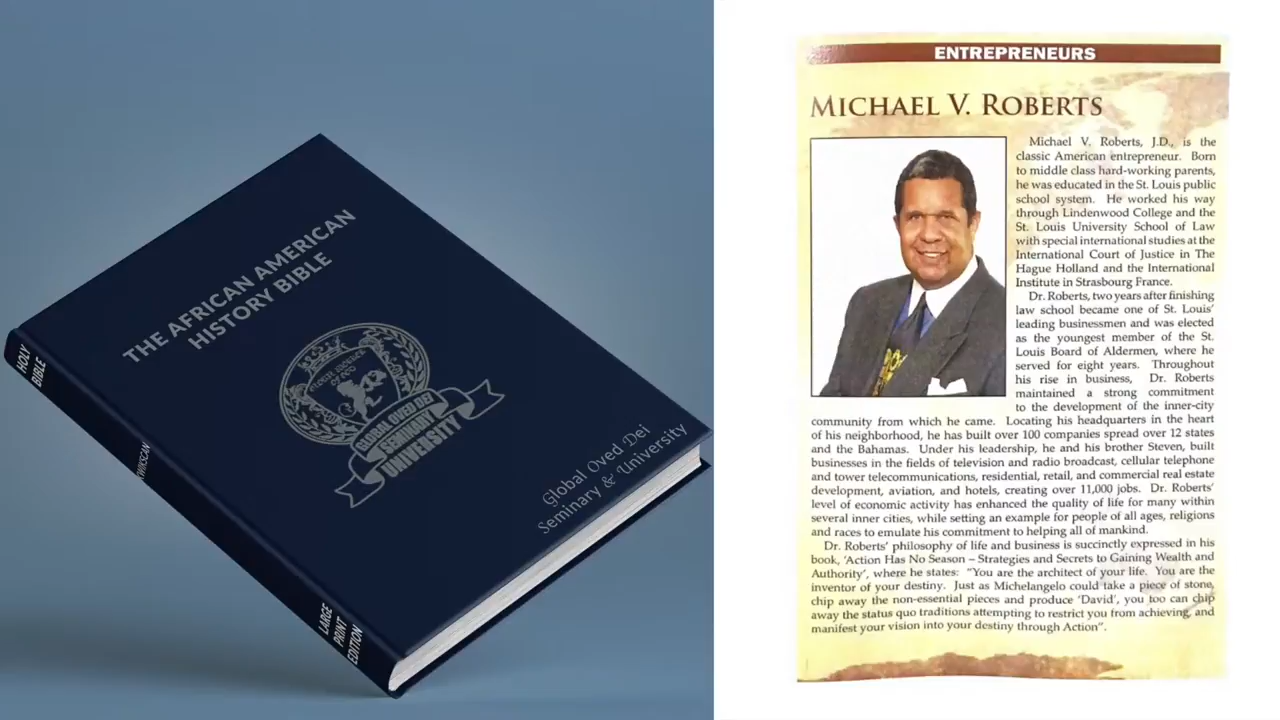 THE AFRICAN AMERICAN
HISTORY BIBLE
GLOBAL OVED DEI
SEMINARY
UNIVERSITY
Global Oved Dei
Seminary & University
HOLY
BIBLE
KWIKSCAN
LARGE
PRINT
EDITION
ENTREPRENEURS
MICHAEL V. ROBERTS
Michael V. Roberts, J.D., is the
classic American entrepreneur. Born
to middle class hard-working parents,
he was educated in the St. Louis public
school system. He worked his way
through Lindenwood College and the
St. Louis University School of Law
with special international studies at the
International Court of Justice in The
Hague Holland and the International
Institute in Strasbourg France.
Dr. Roberts, two years after finishing
law school became one of St. Louis'
leading businessmen and was elected
as the youngest member of the St.
Louis Board of Aldermen, where he
served for eight years. Throughout
his rise in business, Dr. Roberts
maintained a strong commitment
to the development of the inner-city
community from which he came. Locating his headquarters in the heart
of his neighborhood, he has built over 100 companies spread over 12 states
and the Bahamas. Under his leadership, he and his brother Steven, built
businesses in the fields of television and radio broadcast, cellular telephone
and tower telecommunications, residential, retail, and commercial real estate
development, aviation, and hotels, creating over 11,000 jobs. Dr. Roberts'
level of economic activity has enhanced the quality of life for many within
several inner cities, while setting an example for people of all ages, religions
and races to emulate his commitment to helping all of mankind.
Dr. Roberts' philosophy of life and business is succinctly expressed in his
book, 'Action Has No Season – Strategies and Secrets to Gaining Wealth and
Authority', where he states: "You are the architect of your life. You are the
inventor of your destiny. Just as Michelangelo could take a piece of stone,
chip away the non-essential pieces and produce 'David', you too can chip
away the status quo traditions attempting to restrict you from achieving, and
manifest your vision into your destiny through Action".